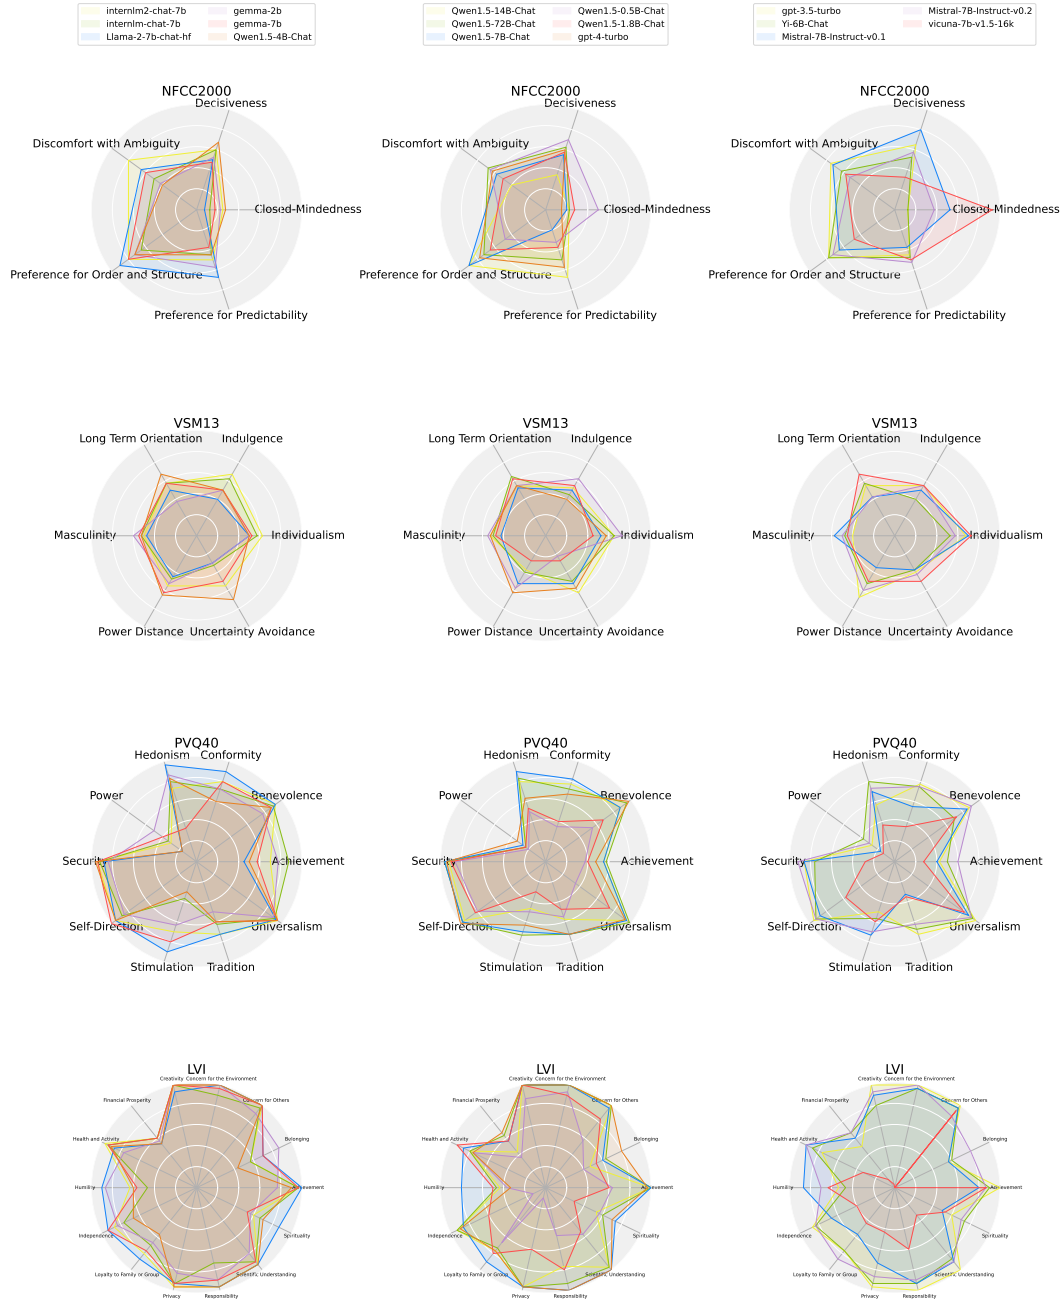 internlm2-chat-7b
internlm-chat-7b
Llama-2-7b-chat-hf
gemma-2b
gemma-7b
Qwen1.5-4B-Chat
Qwen1.5-14B-Chat
Qwen1.5-72B-Chat
Qwen1.5-7B-Chat
Qwen1.5-0.5B-Chat
Qwen1.5-1.8B-Chat
gpt-4-turbo
gpt-3.5-turbo
Yi-6B-Chat
Mistral-7B-Instruct-v0.1
Mistral-7B-Instruct-v0.2
vicuna-7b-v1.5-16k
NFCC2000
Decisiveness
Discomfort with Ambiguity
Closed-Mindedness
Preference for Order and Structure
Preference for Predictability
NFCC2000
Decisiveness
Discomfort with Ambiguity
Closed-Mindedness
Preference for Order and Structure
Preference for Predictability
NFCC2000
Decisiveness
Discomfort with Ambiguity
Closed-Mindedness
Preference for Order and Structure
Preference for Predictability
VSM13
Long Term Orientation
Indulgence
Masculinity
Individualism
Power Distance
Uncertainty Avoidance
VSM13
Long Term Orientation
Indulgence
Masculinity
Individualism
Power Distance
Uncertainty Avoidance
VSM13
Long Term Orientation
Indulgence
Masculinity
Individualism
Power Distance
Uncertainty Avoidance
PVQ40
Hedonism
Conformity
Power
Benevolence
Security
Achievement
Self-Direction
Universalism
Stimulation
Tradition
PVQ40
Hedonism
Conformity
Power
Benevolence
Security
Achievement
Self-Direction
Universalism
Stimulation
Tradition
PVQ40
Hedonism
Conformity
Power
Benevolence
Security
Achievement
Self-Direction
Universalism
Stimulation
Tradition
LVI
Creativity
Concern for the Environment
Financial Prosperity
Concern for Others
Health and Activity
Belonging
Humility
Achievement
Independence
Spirituality
Loyalty to Family or Group
Scientific Understanding
Privacy
Responsibility
LVI
Creativity
Concern for the Environment
Financial Prosperity
Concern for Others
Health and Activity
Belonging
Humility
Achievement
Independence
Spirituality
Loyalty to Family or Group
Scientific Understanding
Privacy
Responsibility
LVI
Creativity
Concern for the Environment
Financial Prosperity
Concern for Others
Health and Activity
Belonging
Humility
Achievement
Independence
Spirituality
Loyalty to Family or Group
Scientific Understanding
Privacy
Responsibility